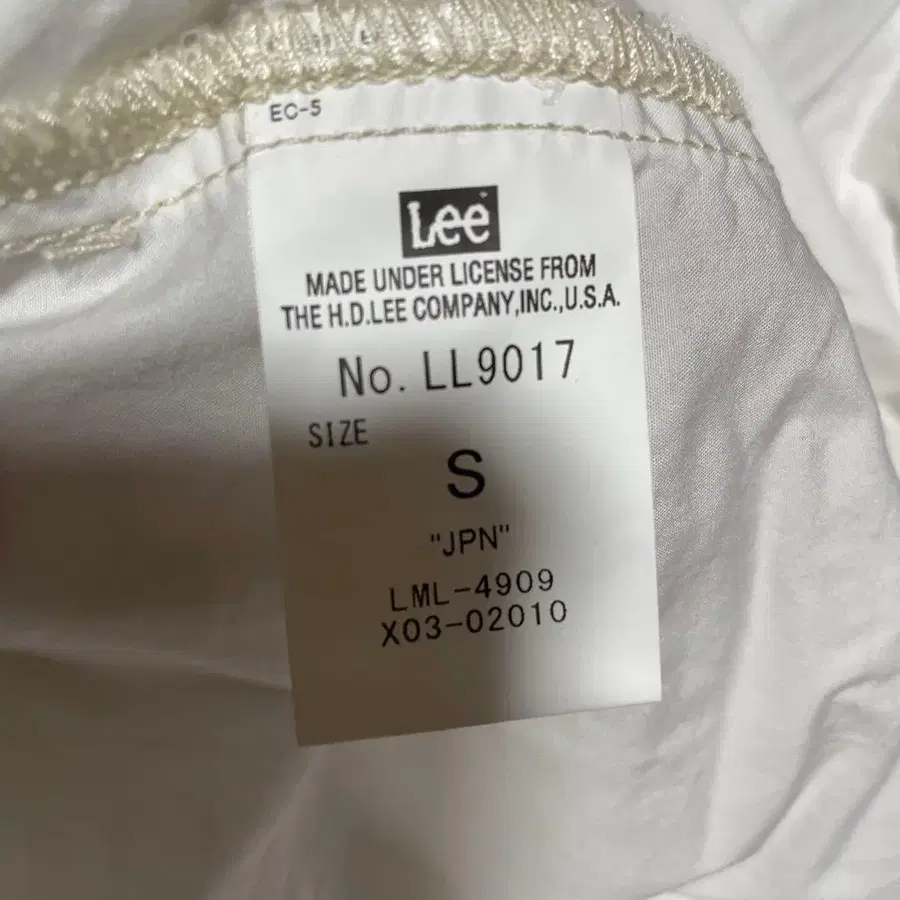 EC-5
Lee
MADE UNDER LICENSE FROM
THE H.D.LEE COMPANY,INC.,U.S.A.
No. LL9017
SIZE
S
"JPN"
LML-4909
X03-02010